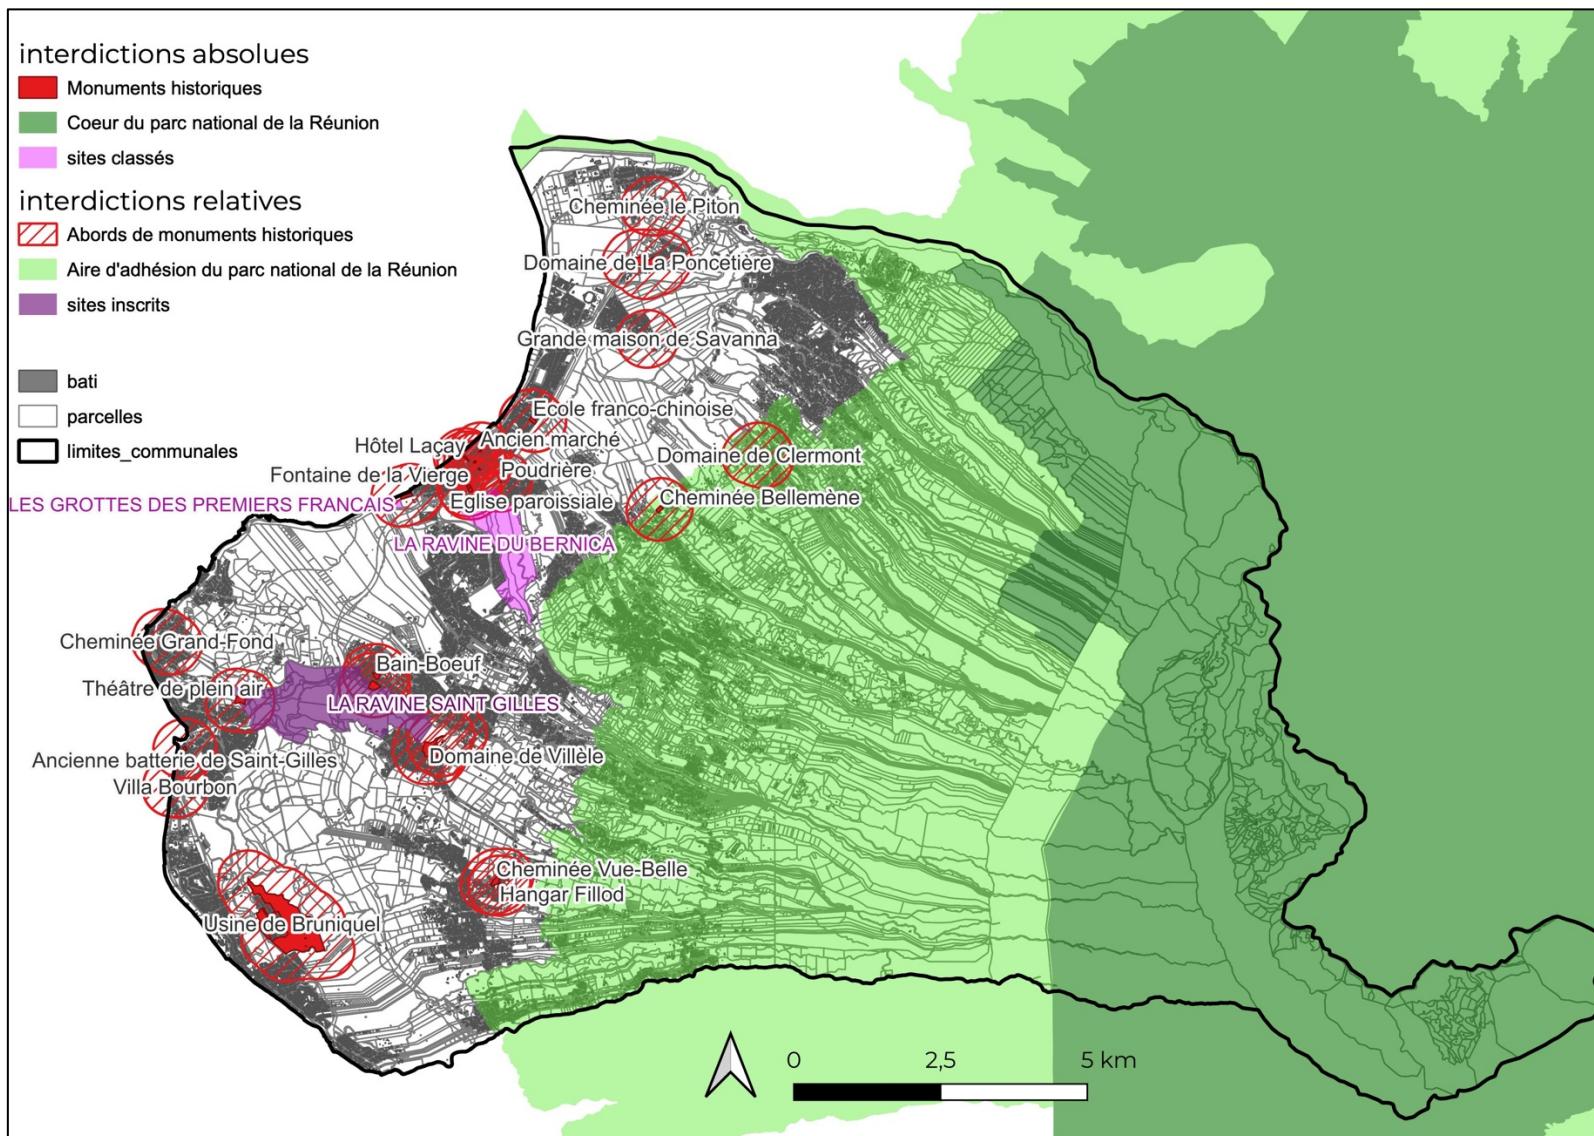 interdictions absolues
Monuments historiques
Coeur du parc national de la Réunion
sites classés
interdictions relatives
Abords de monuments historiques
Aire d'adhésion du parc national de la Réunion
sites inscrits
bati
parcelles
limites_communales
Cheminée le Piton
Domaine de La Poncetière
Grande maison de Savanna
Ecole franco-chinoise
Ancien marché
Hôtel Laçay
Poudrière
Domaine de Clermont
Fontaine de la Vierge
Cheminée Bellemène
Eglise paroissiale
LES GROTTES DES PREMIERS FRANCAIS
LA RAVINE DU BERNICA
Cheminée Grand-Fond
Bain-Boeuf
Théâtre de plein air
LA RAVINE SAINT GILLES
Domaine de Villèle
Ancienne batterie de Saint-Gilles
Villa Bourbon
Cheminée Vue-Belle
Hangar Fillod
Usine de Bruniquel
0 2,5 5 km